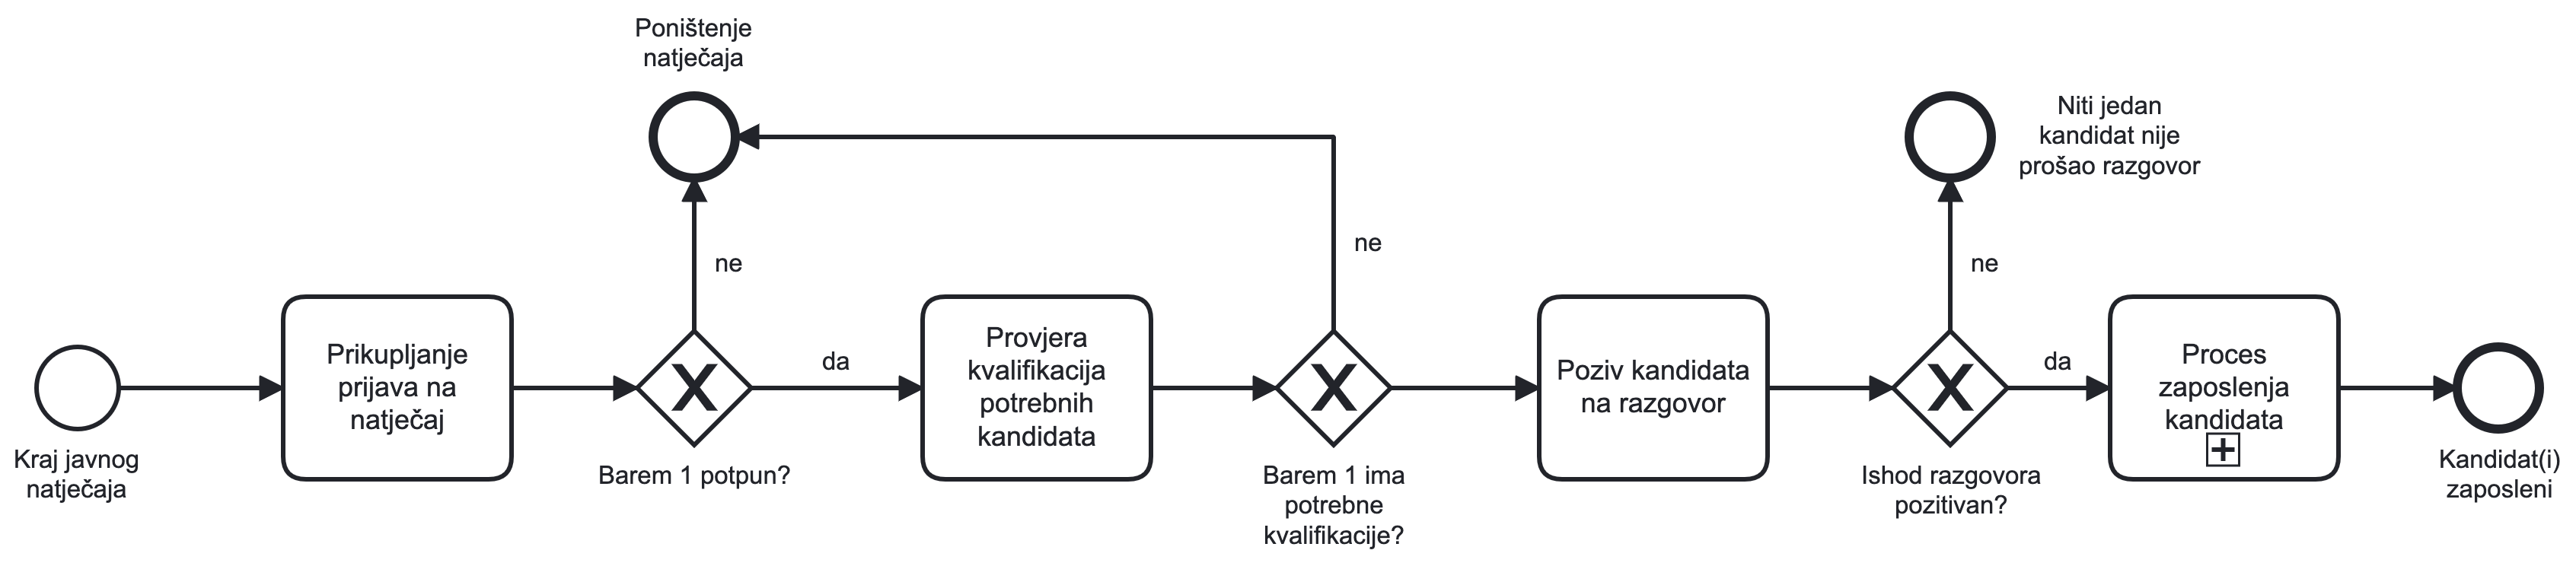 Poništenje
natječaja
Niti jedan
kandidat nije
prošao razgovor
ne
ne
ne
Kraj javnog
natječaja
Prikupljanje
prijava na
natječaj
Barem 1 potpun?
da
Provjera
kvalifikacija
potrebnih
kandidata
Barem 1 ima
potrebne
kvalifikacije?
Poziv kandidata
na razgovor
Ishod razgovora
pozitivan?
da
Proces
zaposlenja
kandidata
Kandidat(i)
zaposleni